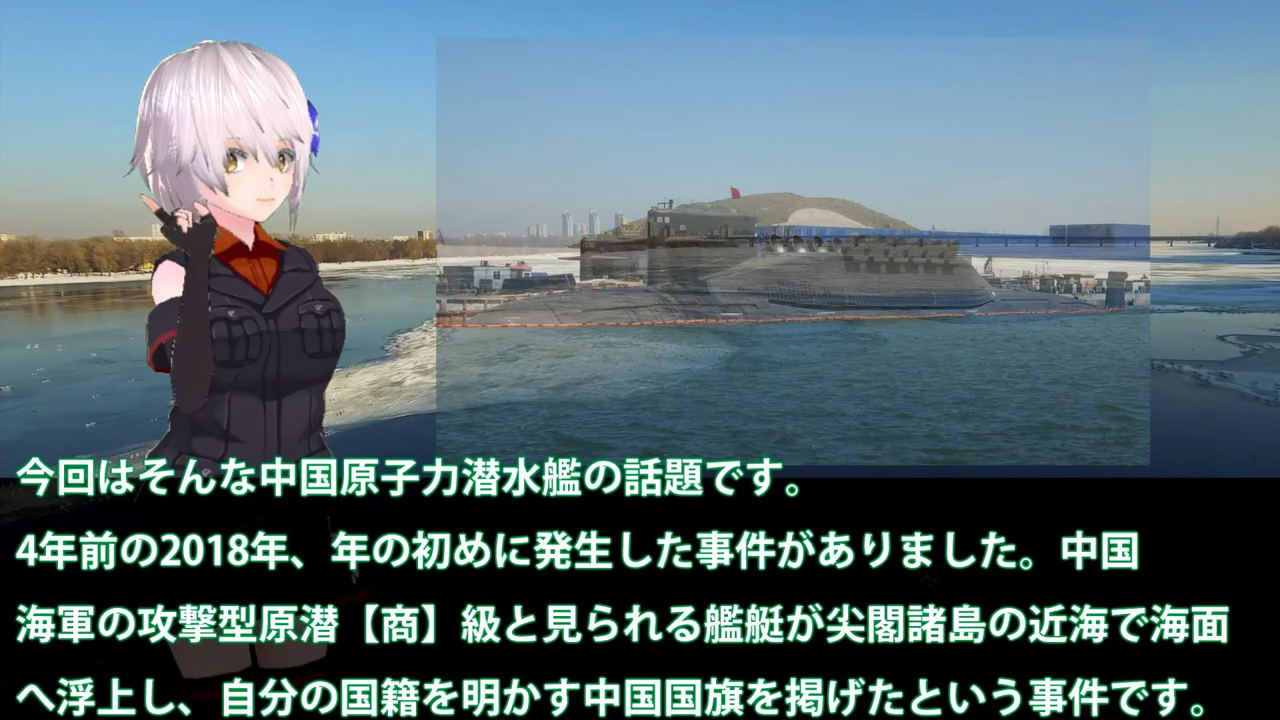 今回はそんな中国原子力潜水艦の話題です。
4年前の2018年、年の初めに発生した事件がありました。中国
海軍の攻撃型原潜【商】級と見られる艦艇が尖閣諸島の近海で海面
へ浮上し、自分の国籍を明かす中国国旗を掲げたという事件です。